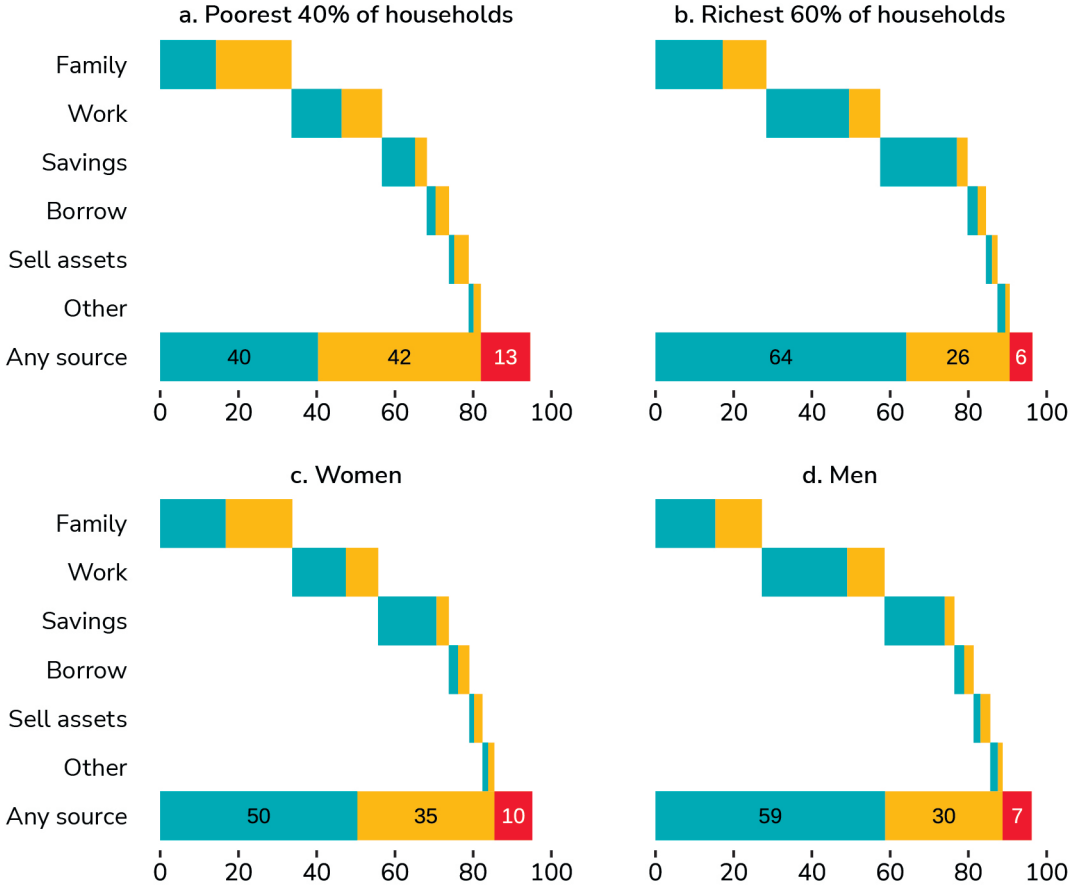 a. Poorest 40% of households
b. Richest 60% of households
Family
Work
Savings
Borrow
Sell assets
Other
Any source
40
42
13
64
26
6
0
20
40
60
80
100
0
20
40
60
80
100
c. Women
d. Men
Family
Work
Savings
Borrow
Sell assets
Other
Any source
50
35
10
59
30
7
0
20
40
60
80
100
0
20
40
60
80
100